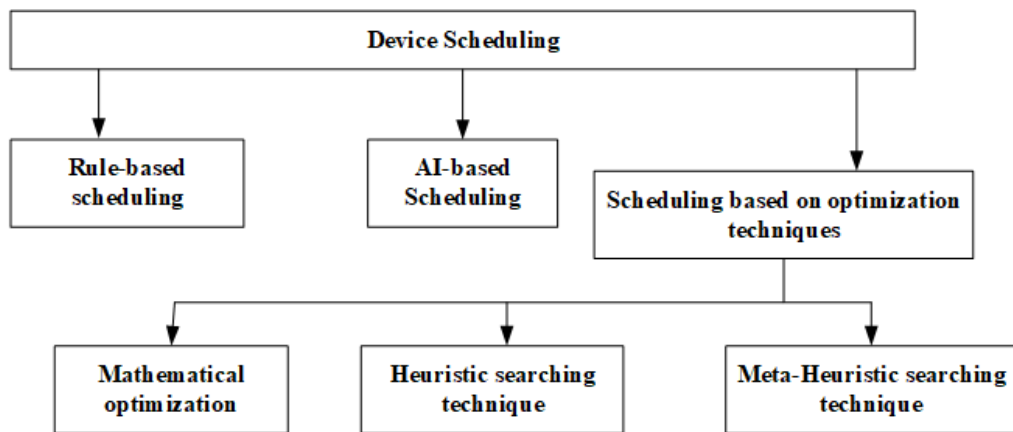 Device Scheduling
Rule-based
scheduling
AI-based
Scheduling
Scheduling based on optimization
techniques
Mathematical
optimization
Heuristic searching
technique
Meta-Heuristic searching
technique